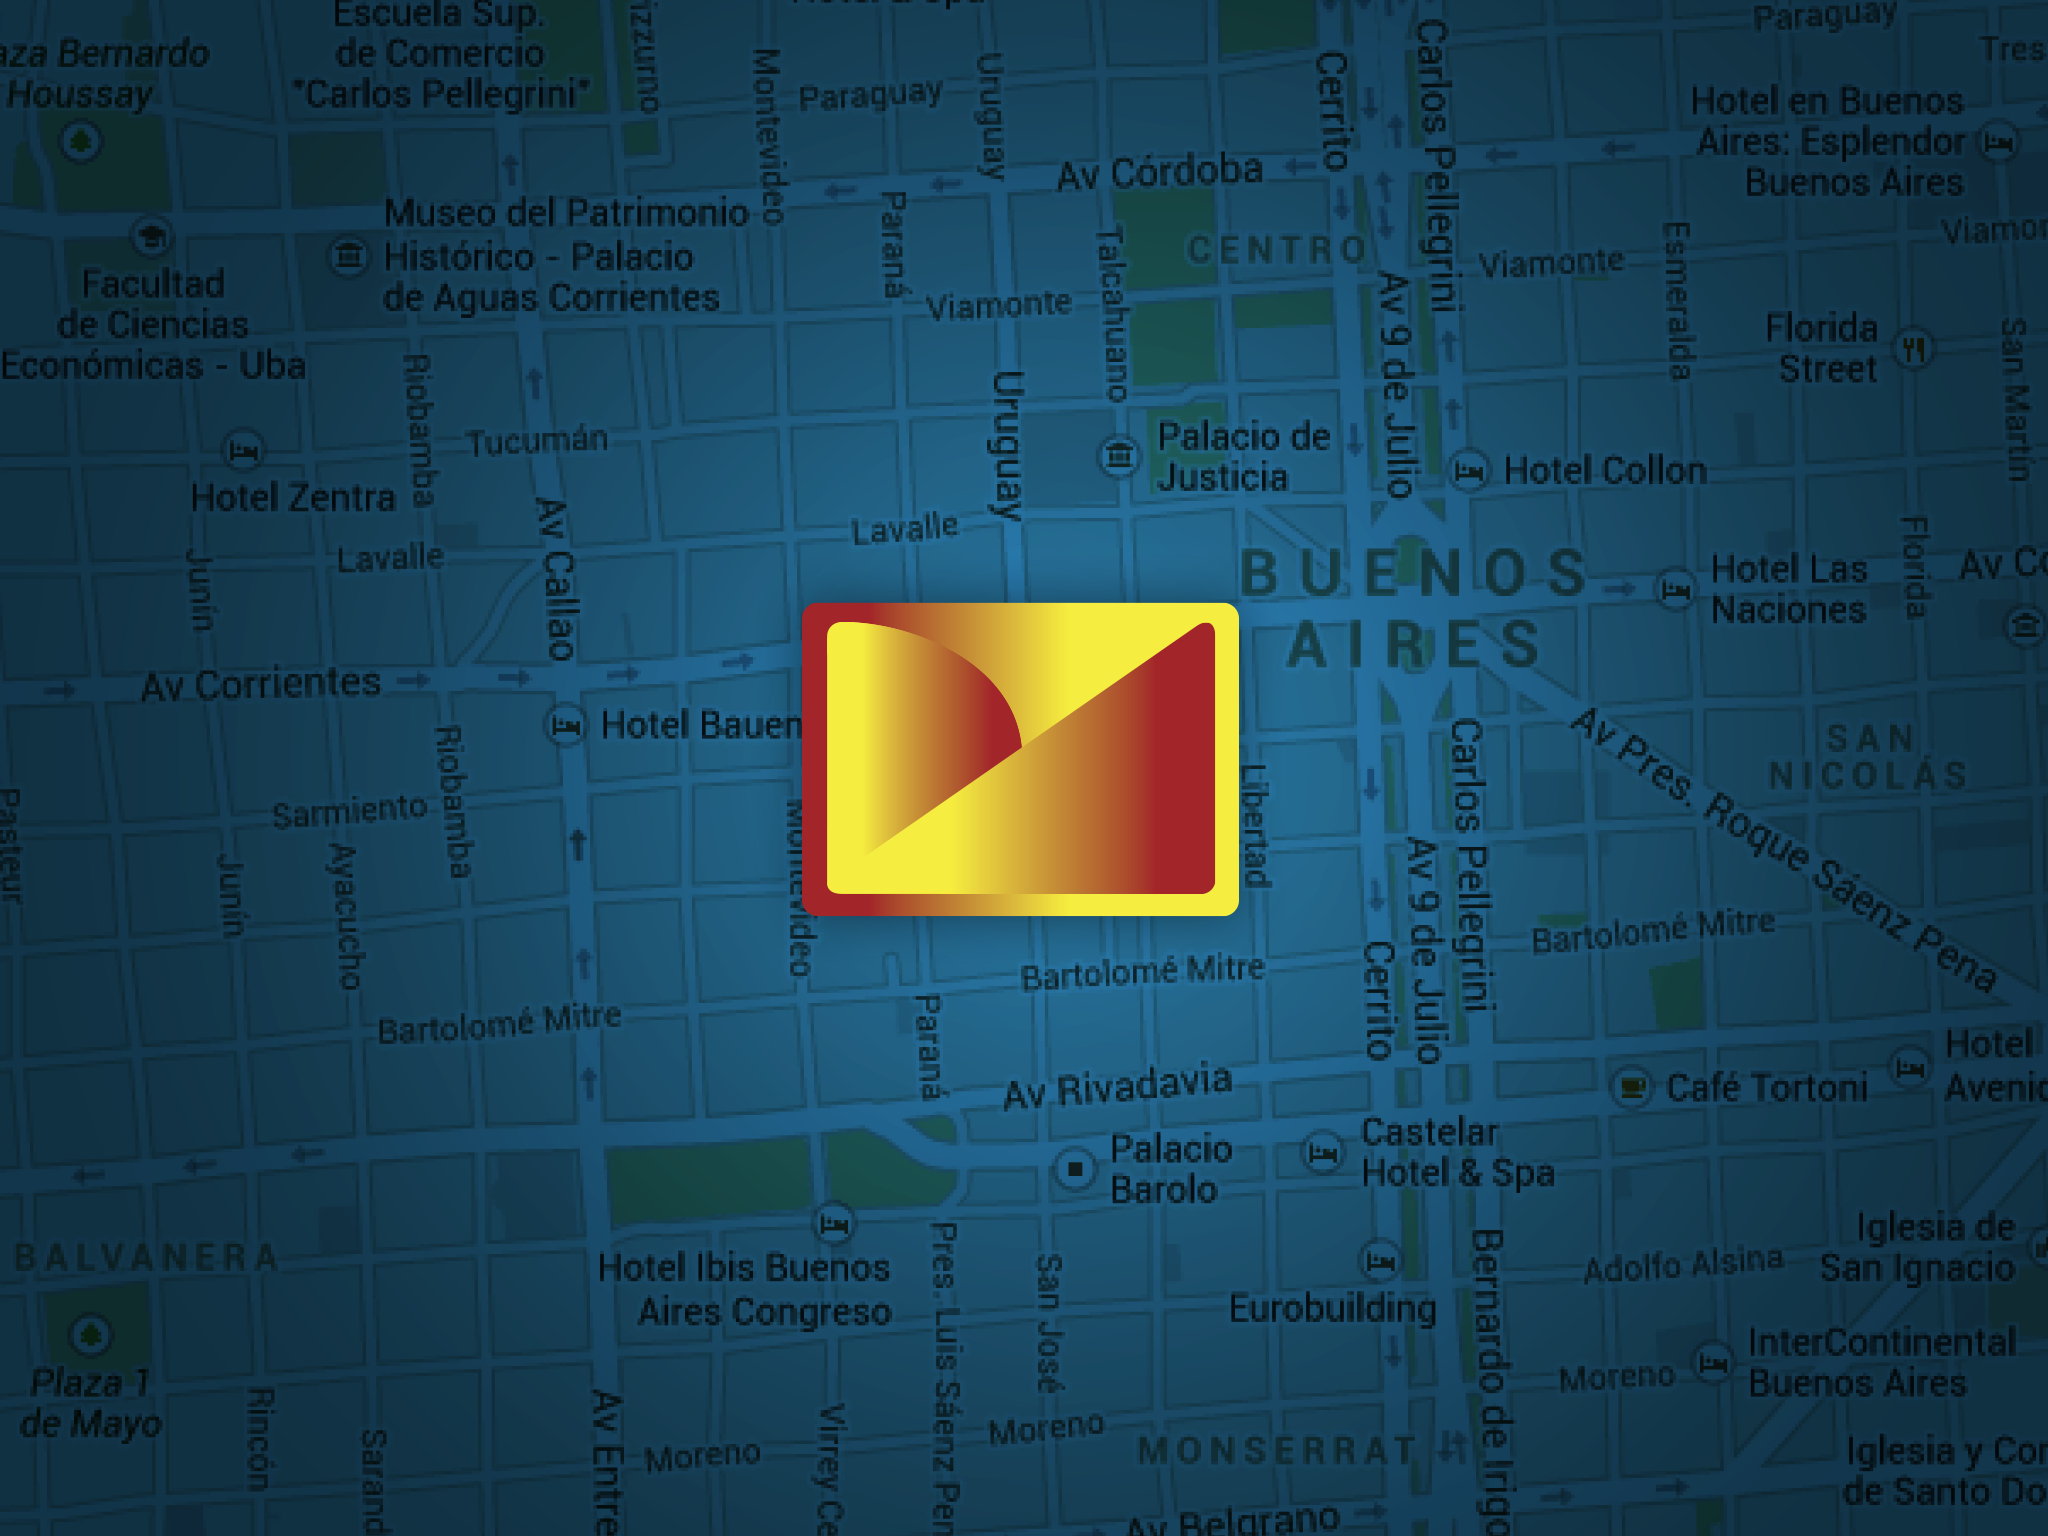 Escuela Sup.
de Comercio
"Carlos Pellegrini"
Paraguay
Tres
aza Bernardo
Houssay
Montevideo
Paraguay
Uruguay
Cerrito
Carlos Pellegrini
Hotel en Buenos
Aires: Esplendor
Buenos Aires
Av Córdoba
Museo del Patrimonio
Histórico - Palacio
de Aguas Corrientes
Paraná
Talcahuano
CENTRO
Viamonte
Esmeralda
Facultad
de Ciencias
Económicas - Uba
Viamonte
Av 9 de Julio
Florida
Street
San Martín
Riobamba
Tucumán
Uruguay
Palacio de
Justicia
Hotel Collon
Hotel Zentra
Av Callao
Lavalle
Lavalle
Junín
BUENOS
AIRES
Hotel Las
Naciones
Florida
Av Co
Av Corrientes
Hotel Bauen
Riobamba
Carlos Pellegrini
Av Pres. Roque Sáenz Pena
SAN
NICOLÁS
Pasteur
Sarmiento
Junín
Ayacucho
Montevideo
Libertad
Av 9 de Julio
Cerrito
Bartolomé Mitre
Bartolomé Mitre
Bartolomé Mitre
Paraná
Av Rivadavia
Café Tortoni
Hotel
Avenid
Palacio
Barolo
Castelar
Hotel & Spa
BALVANERA
Hotel Ibis Buenos
Aires Congreso
Pres. Luis Sáenz Pen
San José
Eurobuilding
Bernardo de Irigo
Adolfo Alsina
Iglesia de
San Ignacio
InterContinental
Buenos Aires
Moreno
Plaza 1
de Mayo
Rincón
Sarand
Av Entre
Moreno
Virrey Ce
Moreno
MONSERRAT
Iglesia y Con
de Santo Do
Av Belgrano